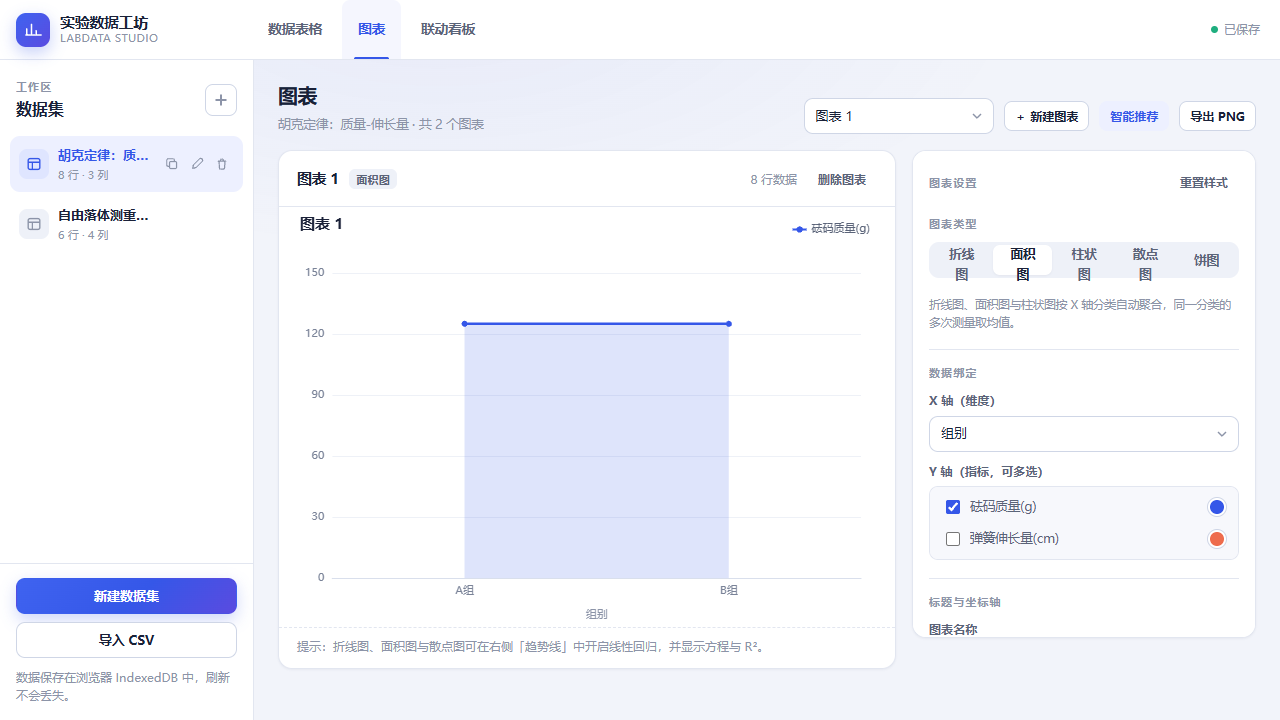 实验数据工坊
LABDATA STUDIO
数据表格
图表
联动看板
已保存
工作区
数据集
胡克定律：质...
8 行 · 3 列
自由落体测重...
6 行 · 4 列
新建数据集
导入 CSV
数据保存在浏览器 IndexedDB 中，刷新
不会丢失。
图表
胡克定律：质量-伸长量 · 共 2 个图表
图表 1
+ 新建图表
智能推荐
导出 PNG
图表 1
面积图
8 行数据
删除图表
图表 1
砝码质量(g)
150
120
90
60
30
0
A组
B组
组别
提示：折线图、面积图与散点图可在右侧「趋势线」中开启线性回归，并显示方程与 R²。
图表设置
重置样式
图表类型
折线
图
面积
图
柱状
图
散点
图
饼图
折线图、面积图与柱状图按 X 轴分类自动聚合，同一分类的
多次测量取均值。
数据绑定
X 轴（维度）
组别
Y 轴（指标，可多选）
砝码质量(g)
弹簧伸长量(cm)
标题与坐标轴
图表名称